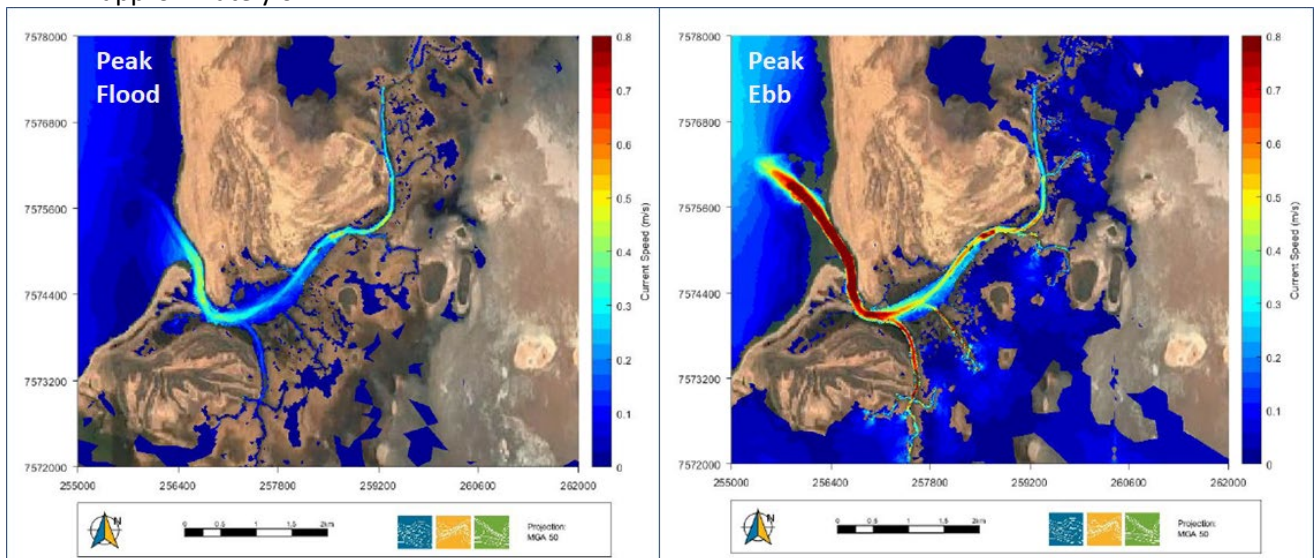 Peak
Flood
7578000
7576800
7575600
7574400
7573200
7572000
255000 256400 257800 259200 260600 262000
0.8
0.7
0.6
0.5
0.4
0.3
0.2
0.1
0
Current Speed (m/s)
N
0 0.5 1 1.5 2km
Projection:
MGA 50
Peak
Ebb
7578000
7576800
7575600
7574400
7573200
7572000
255000 256400 257800 259200 260600 262000
0.8
0.7
0.6
0.5
0.4
0.3
0.2
0.1
0
Current Speed (m/s)
N
0 0.5 1 1.5 2km
Projection:
MGA 50